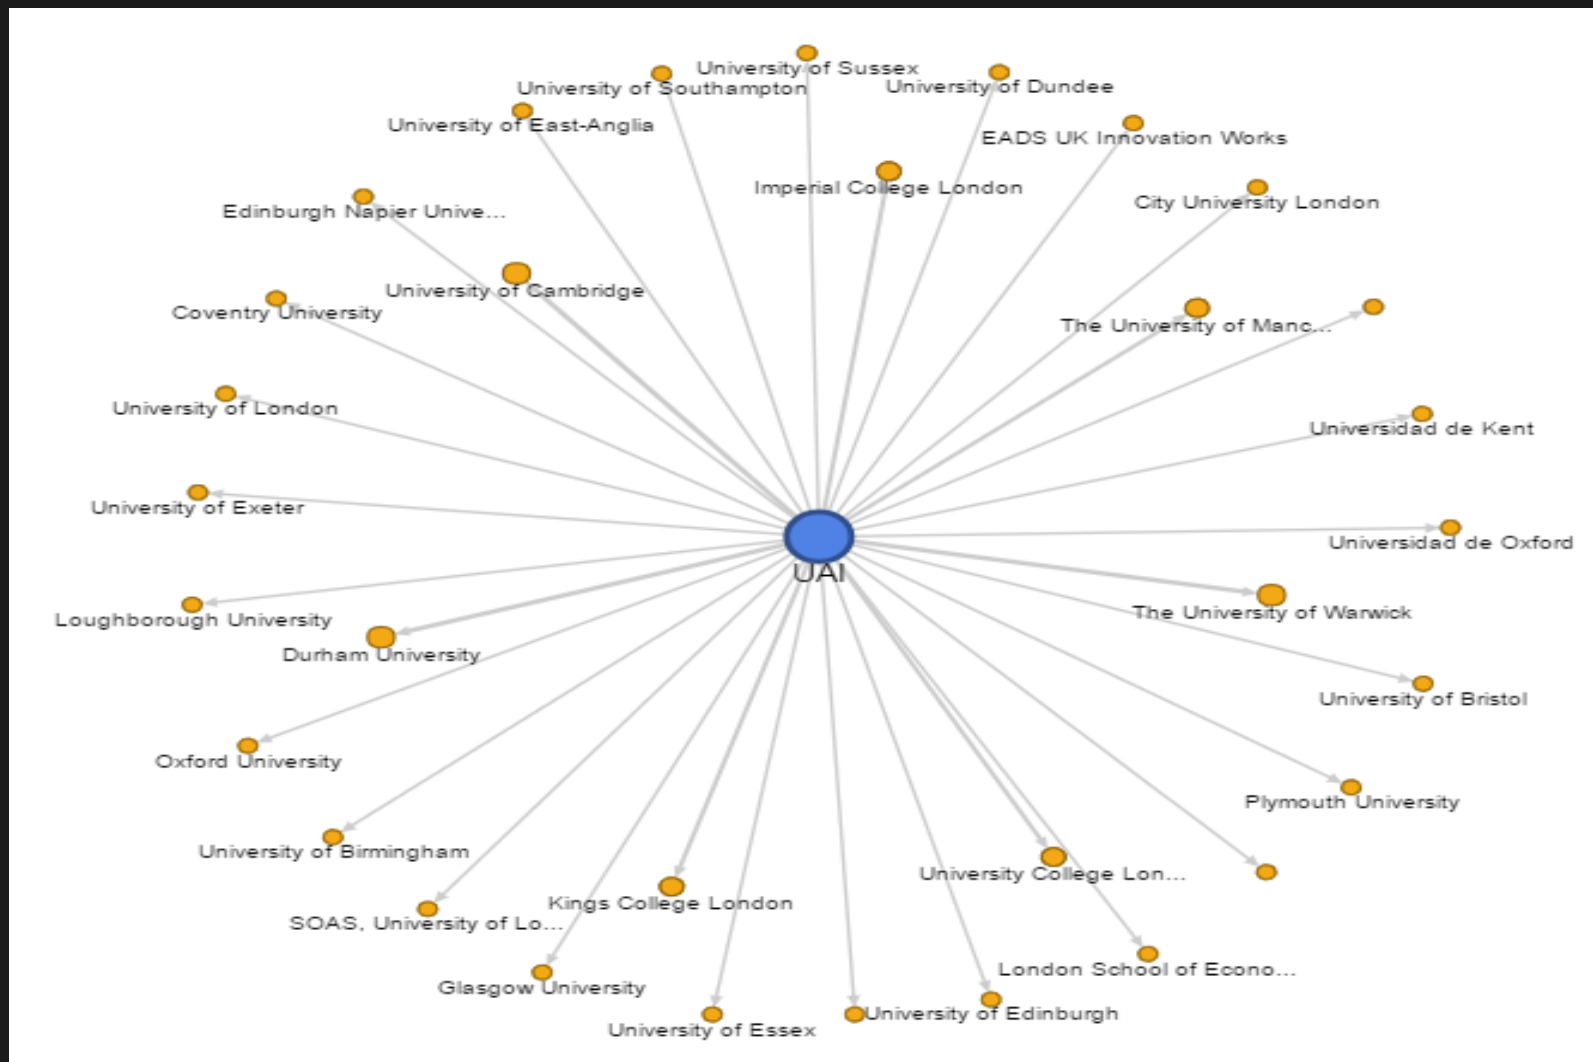 University of Sussex
University of Southampton
University of Dundee
University of East-Anglia
EADS UK Innovation Works
Imperial College London
City University London
Edinburgh Napier Unive...
University of Cambridge
Coventry University
The University of Manc...
University of London
Universidad de Kent
University of Exeter
Universidad de Oxford
UAI
The University of Warwick
Loughborough University
Durham University
University of Bristol
Oxford University
Plymouth University
University of Birmingham
University College Lon...
Kings College London
SOAS, University of Lo...
London School of Econo...
Glasgow University
University of Edinburgh
University of Essex